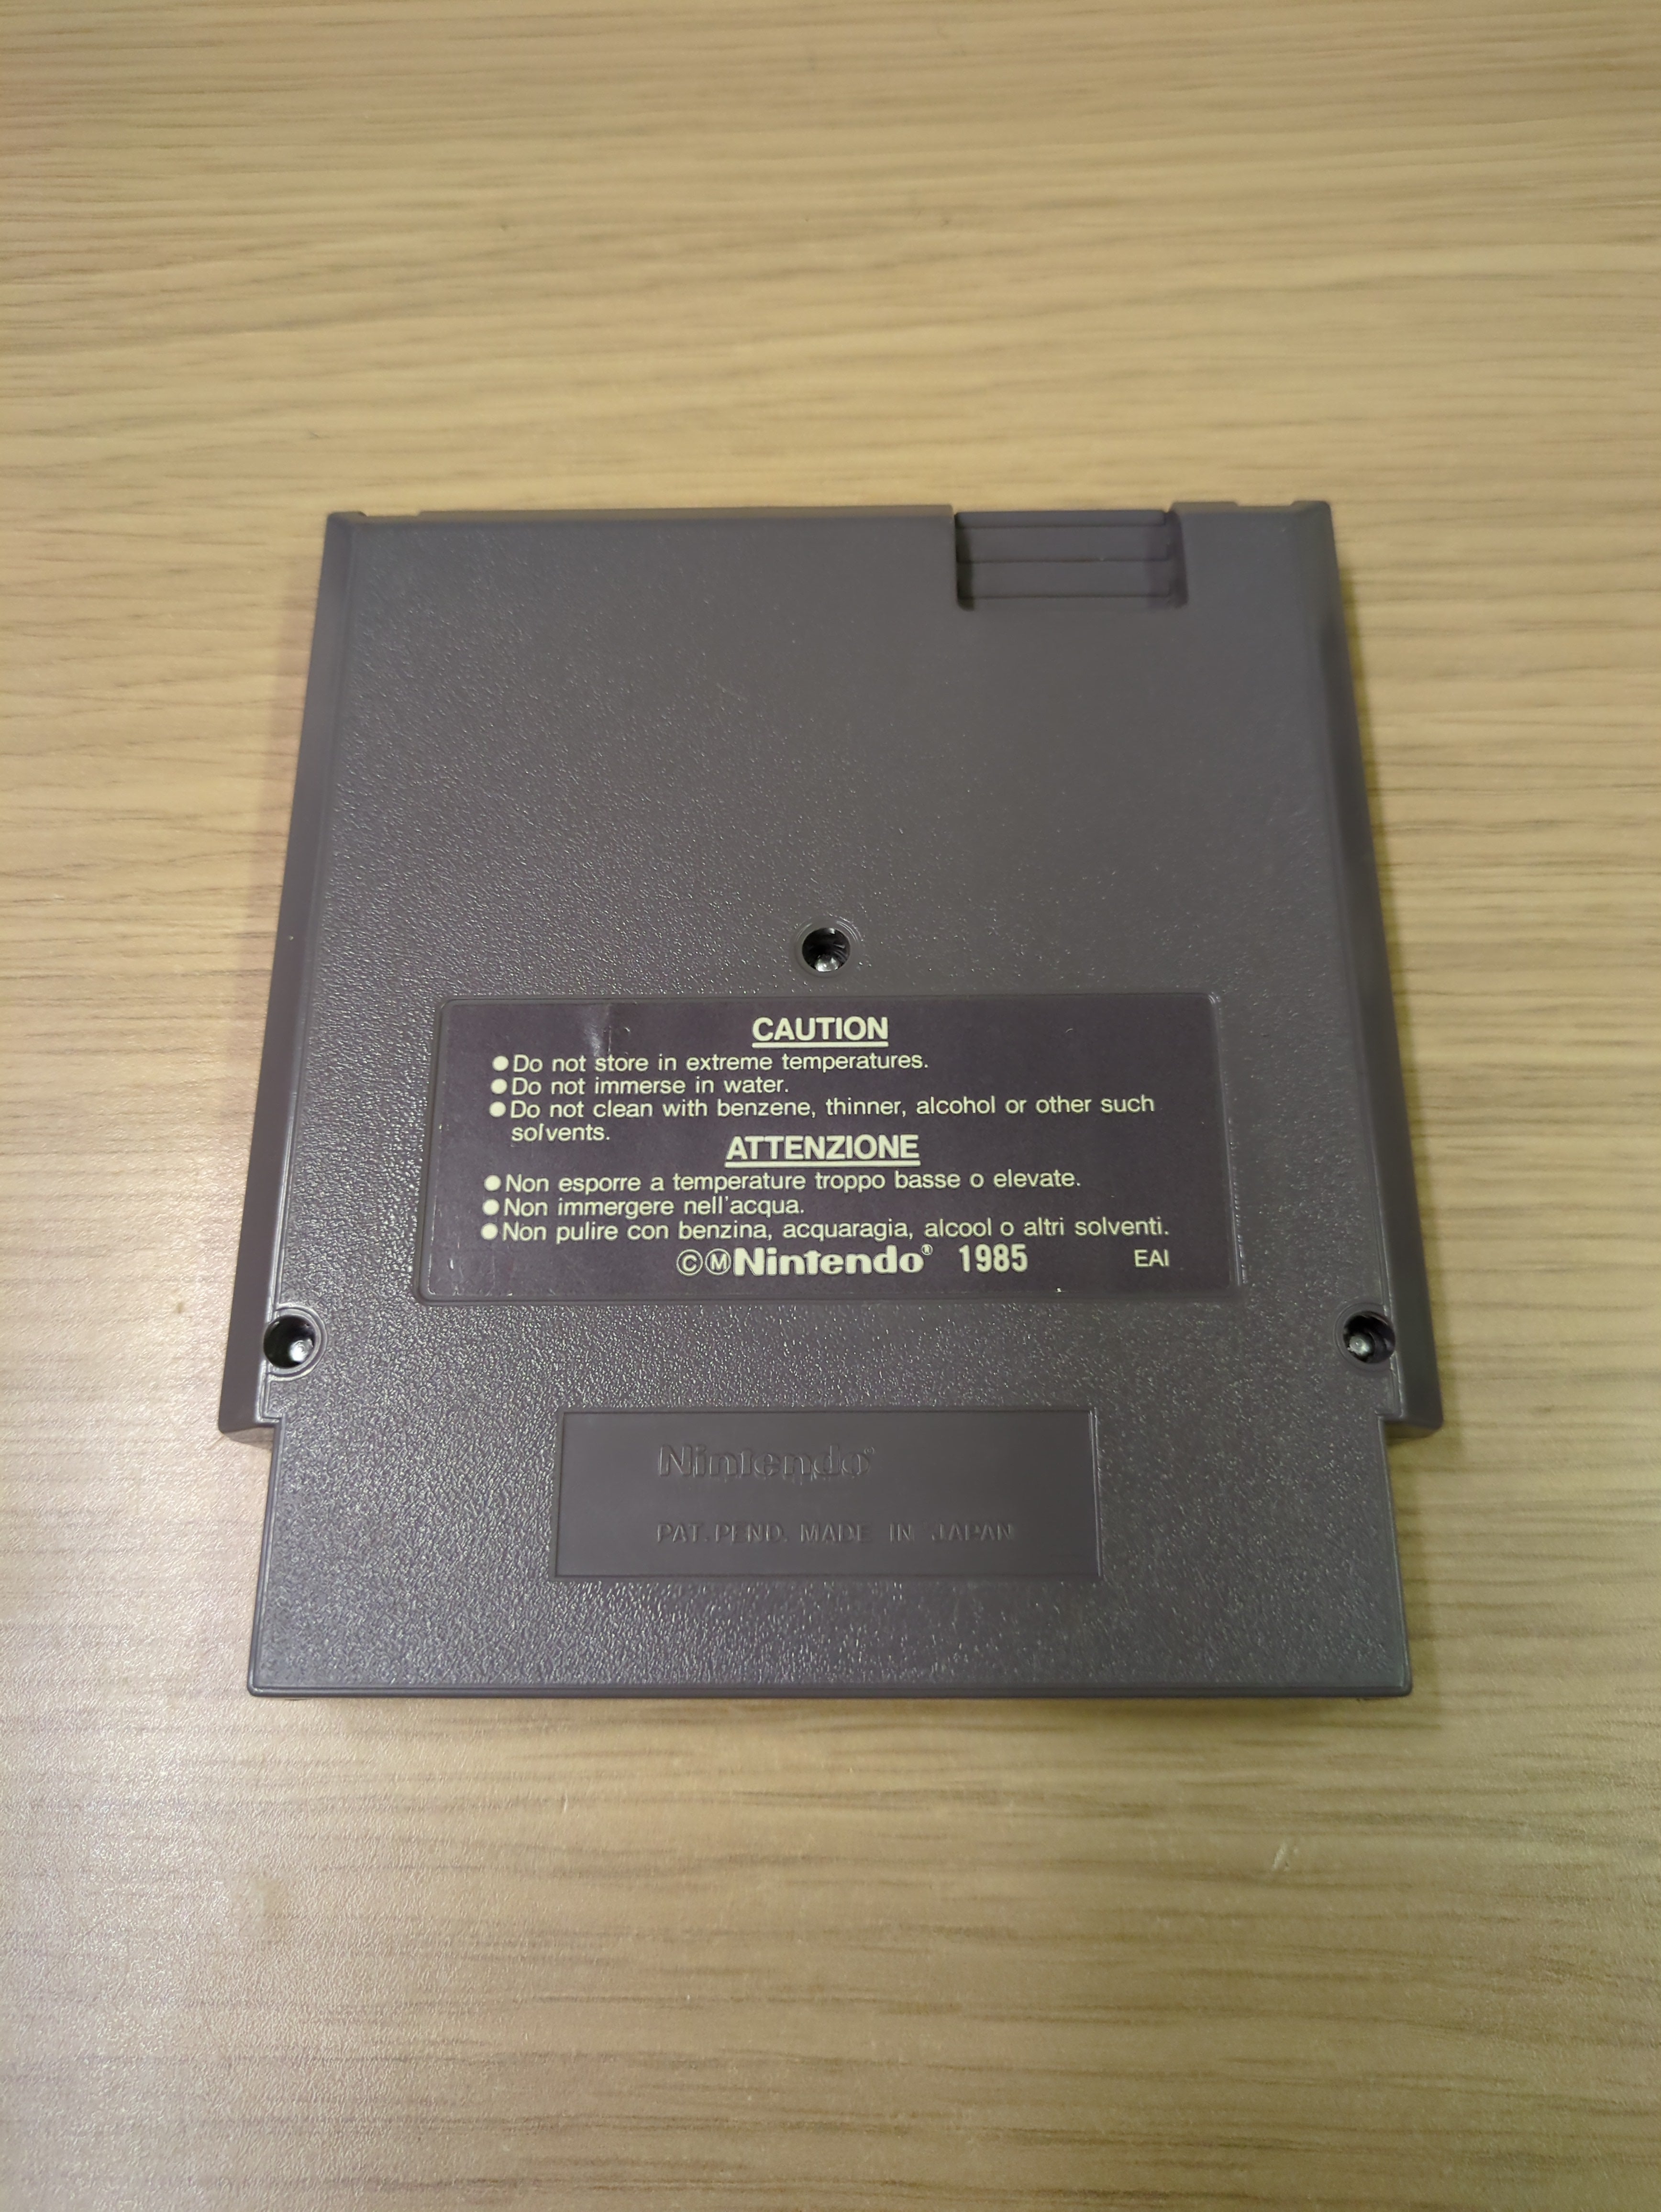 CAUTION
●Do not store in extreme temperatures.
●Do not immerse in water.
●Do not clean with benzene, thinner, alcohol or other such
solvents.
ATTENZIONE
●Non esporre a temperature troppo basse o elevate.
●Non immergere nell'acqua.
●Non pulire con benzina, acquaragia, alcool o altri solventi.
©ⓂNintendo® 1985 EAI
Nintendo®
PAT. PEND. MADE IN JAPAN